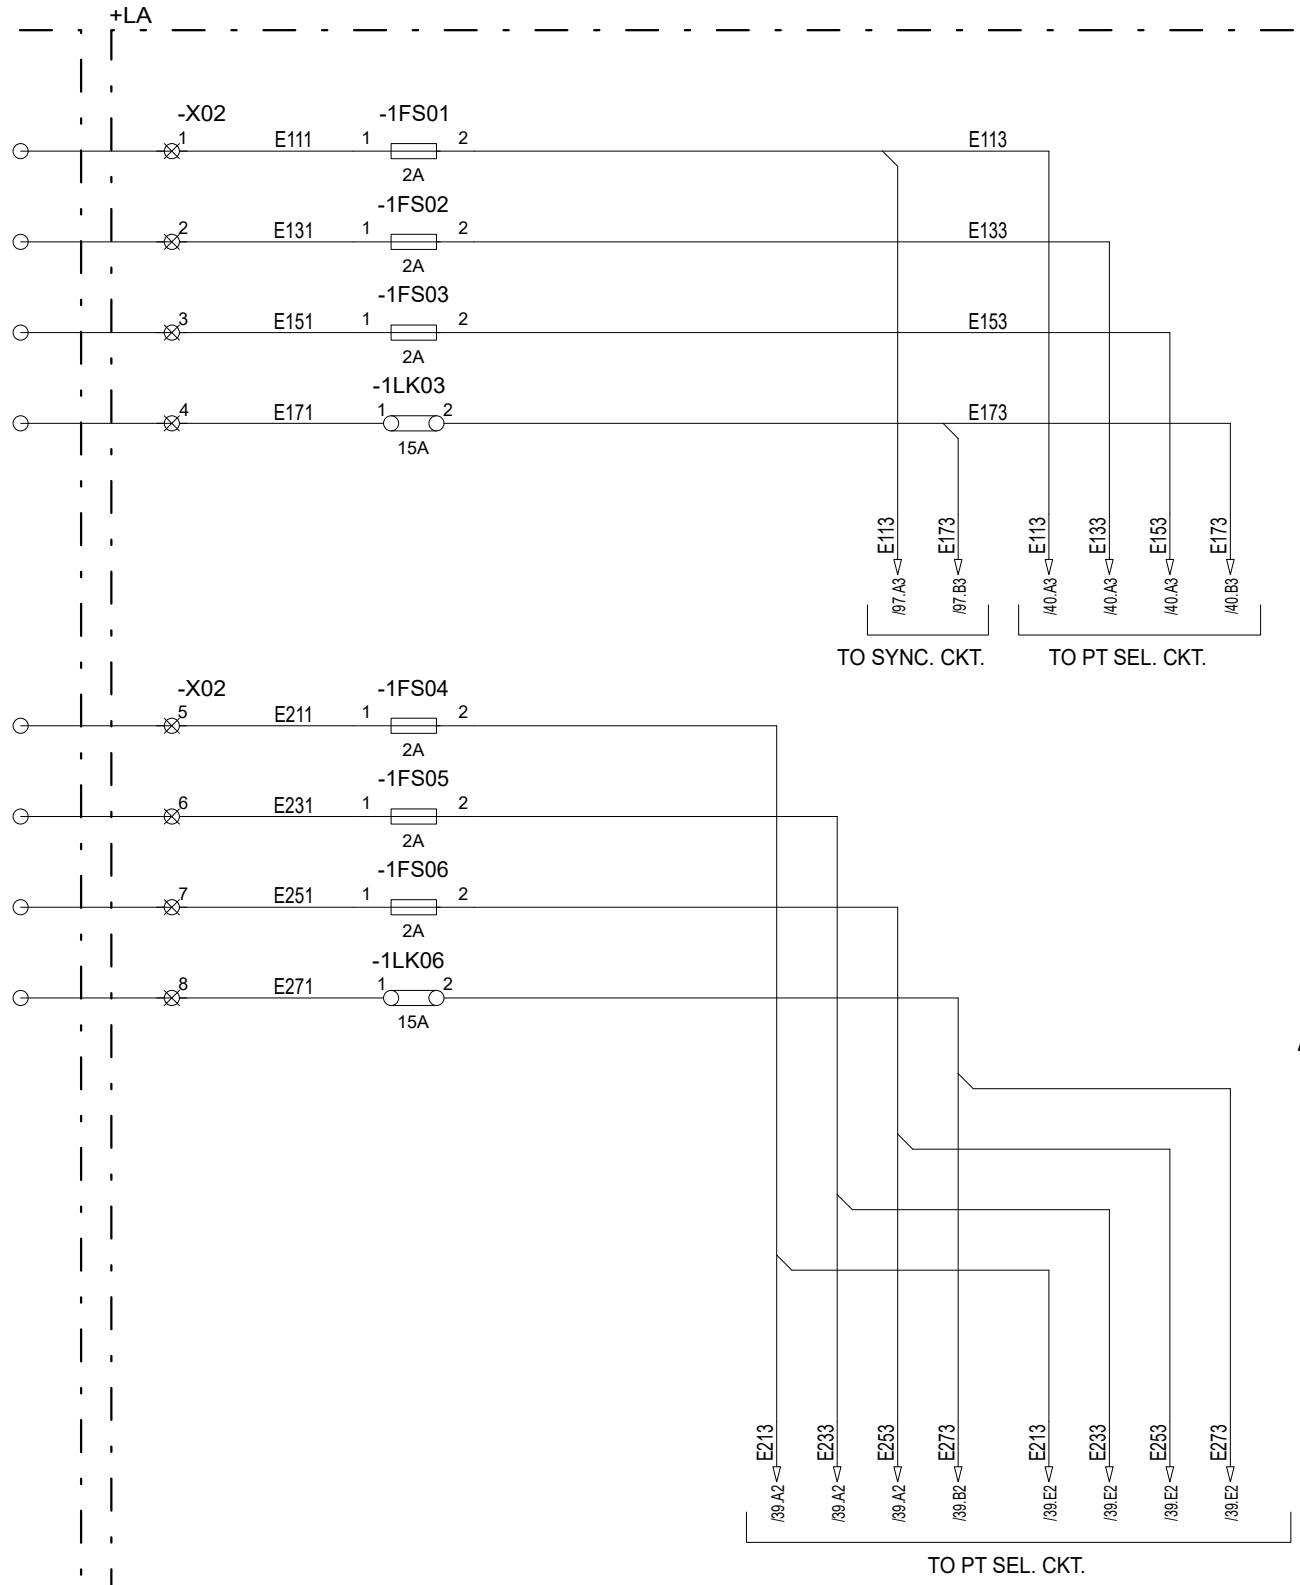 +LA
-X02 -1FS01
1 E111 1 2 E113
2A
-1FS02
2 E131 1 2 E133
2A
-1FS03
3 E151 1 2 E153
2A
-1LK03
4 E171 1 2 E173
15A
E113 E173 E113 E133 E153 E173
/97.A3 /97.B3 /40.A3 /40.A3 /40.A3 /40.B3
TO SYNC. CKT. TO PT SEL. CKT.
-X02 -1FS04
5 E211 1 2
2A
-1FS05
6 E231 1 2
2A
-1FS06
7 E251 1 2
2A
-1LK06
8 E271 1 2
15A
E213 E233 E253 E273 E213 E233 E253 E273
/39.A2 /39.A2 /39.A2 /39.B2 /39.E2 /39.E2 /39.E2 /39.E2
TO PT SEL. CKT.